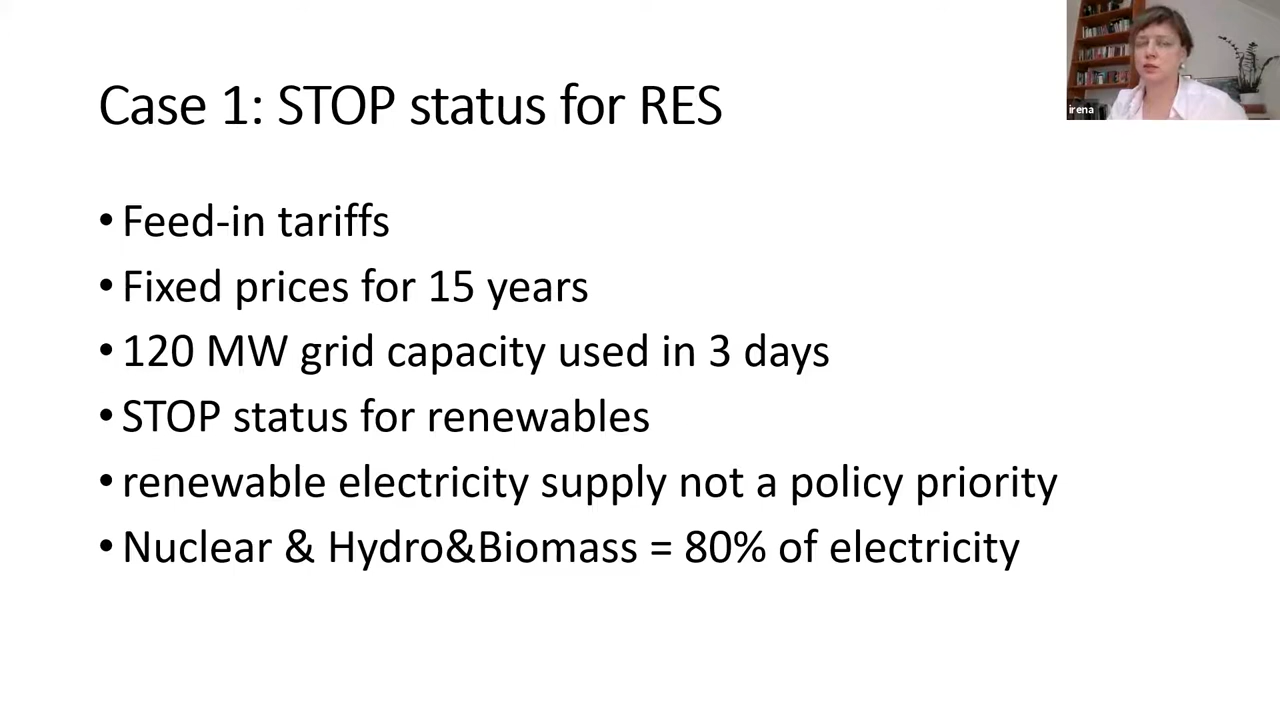 Case 1: STOP status for RES
irena
• Feed-in tariffs
• Fixed prices for 15 years
• 120 MW grid capacity used in 3 days
• STOP status for renewables
• renewable electricity supply not a policy priority
• Nuclear & Hydro&Biomass = 80% of electricity